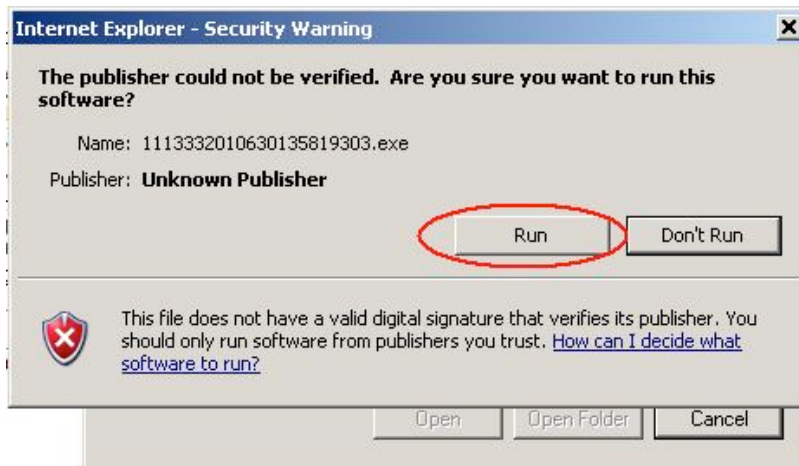 Internet Explorer - Security Warning
The publisher could not be verified. Are you sure you want to run this
software?
Name: 1113332010630135819303.exe
Publisher: Unknown Publisher
Run Don't Run
This file does not have a valid digital signature that verifies its publisher. You
should only run software from publishers you trust. How can I decide what
software to run?
Open Open Folder Cancel